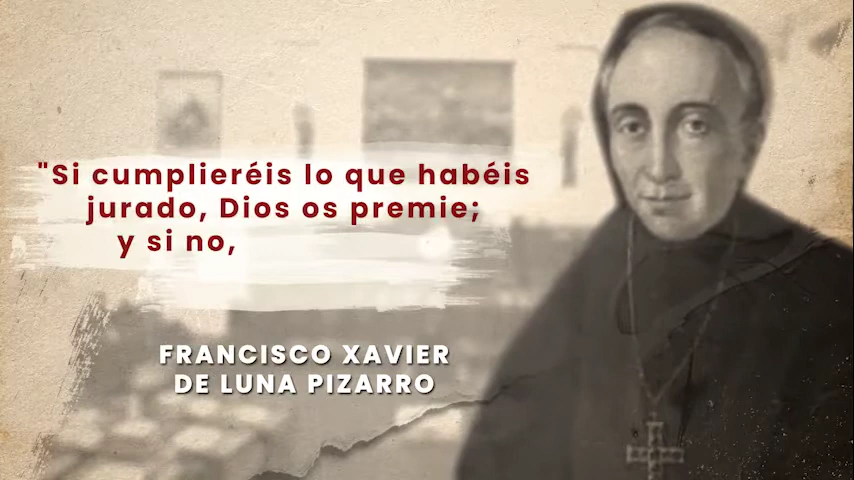 "Si cumplieréis lo que habéis
jurado, Dios os premie;
y si no,
FRANCISCO XAVIER
DE LUNA PIZARRO